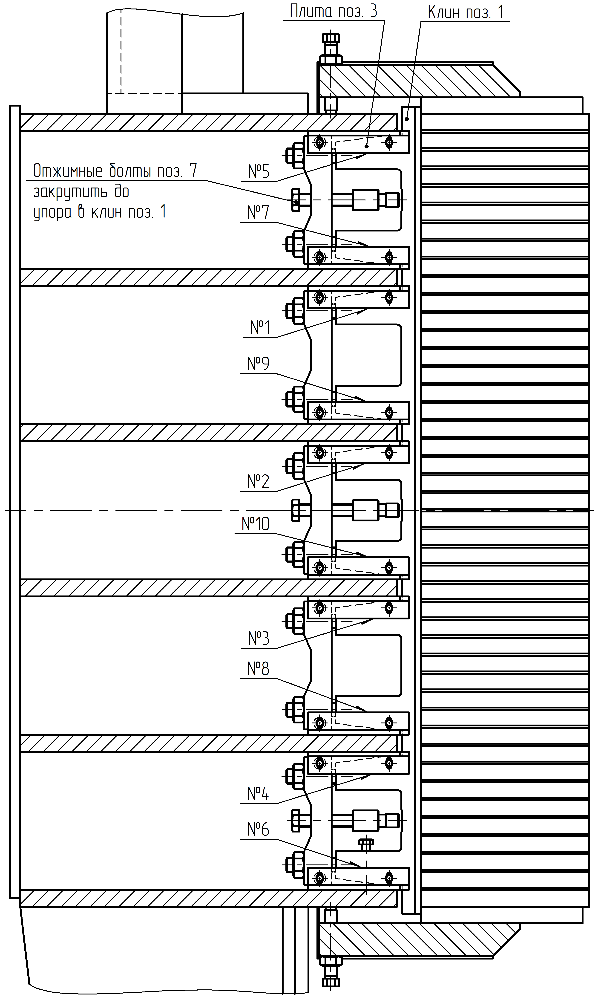 Плита поз. 3
Клин поз. 1
Отжимные болты поз. 7
закрутить до
упора в клин поз. 1
№5
№7
№1
№9
№2
№10
№3
№8
№4
№6